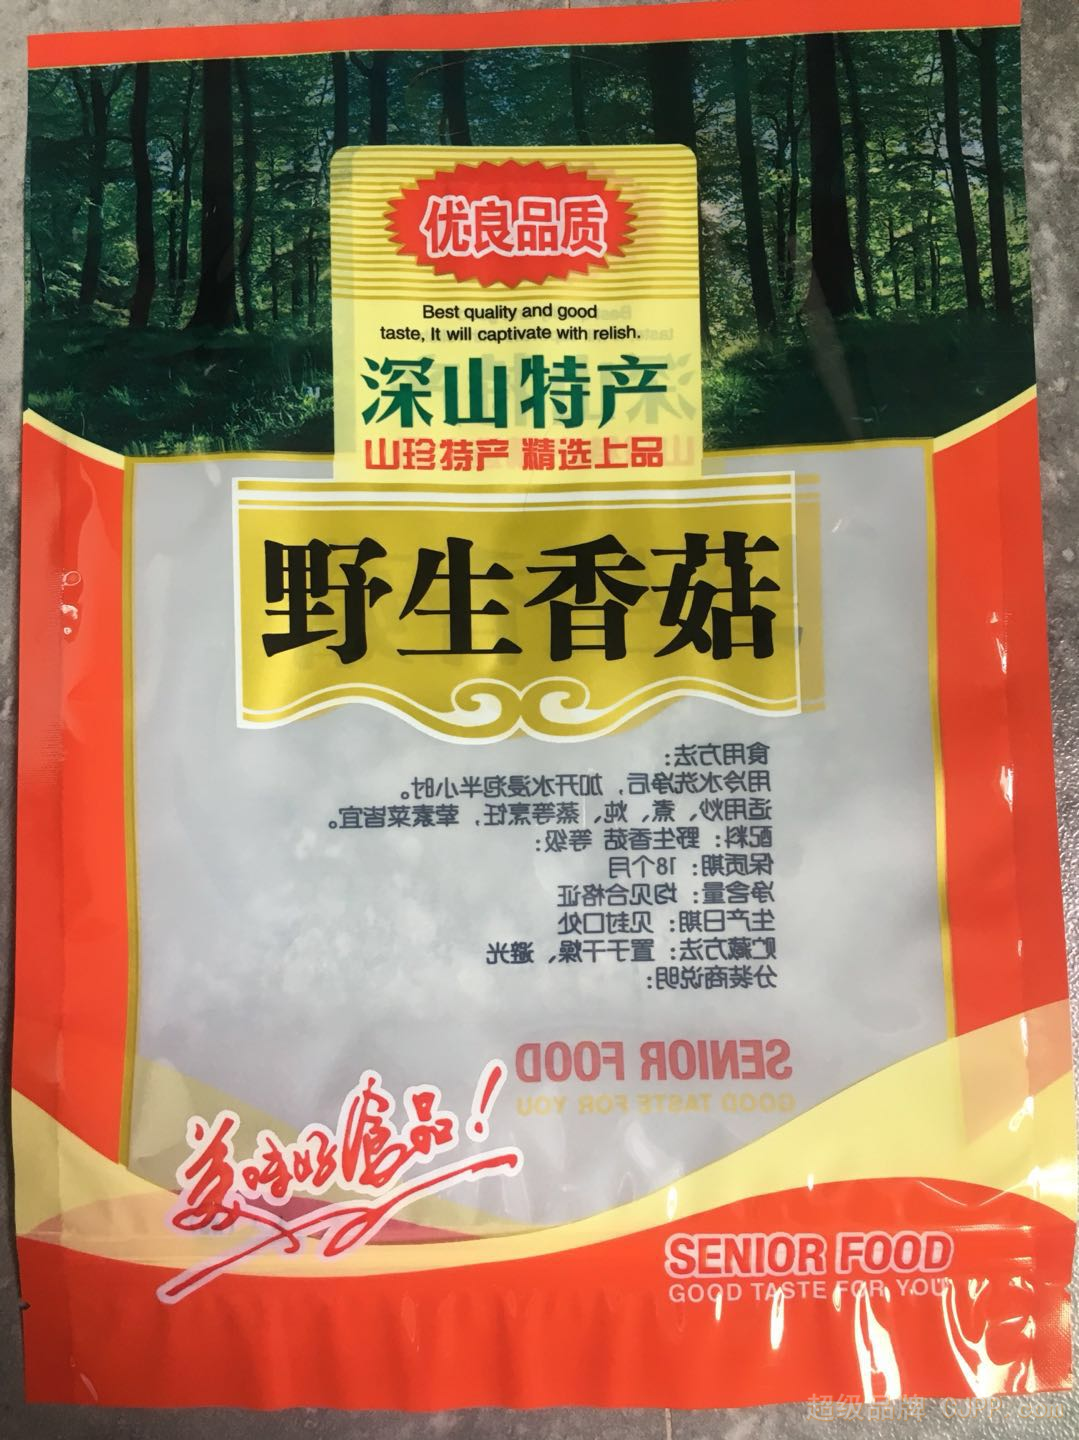 优良品质
Best quality and good
taste, It will captivate with relish.
深山特产
山珍特产 精选上品
野生香菇
食用方法：
用冷水洗净后，加开水浸泡半小时。
适用炒、煮、炖、蒸等烹饪，荤素菜皆宜。
配料：野生香菇 等级：
保质期：18个月
净含量：均见合格证
生产日期：见封口处
贮藏方法：置于干燥、避光
分装商说明：
SENIOR FOOD
GOOD TASTE FOR YOU
美味好食品！
SENIOR FOOD
GOOD TASTE FOR YOU
超级品牌